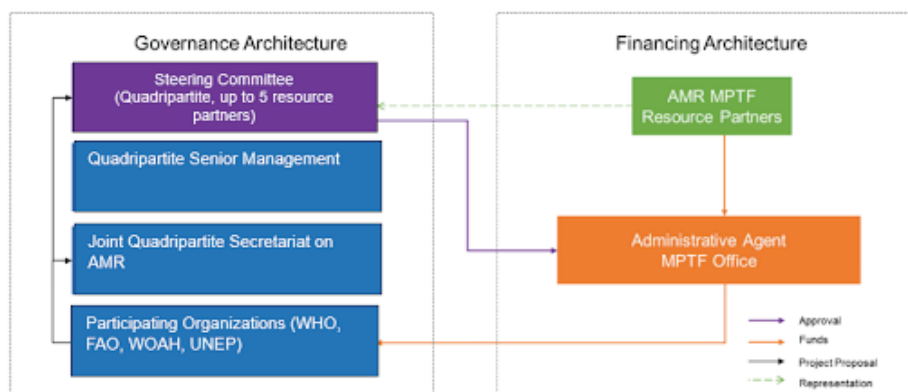 Governance Architecture
Steering Committee
(Quadripartite, up to 5 resource
partners)
Quadripartite Senior Management
Joint Quadripartite Secretariat on
AMR
Participating Organizations (WHO,
FAO, WOAH, UNEP)
Financing Architecture
AMR MPTF
Resource Partners
Administrative Agent
MPTF Office
Approval
Funds
Project Proposal
Representation